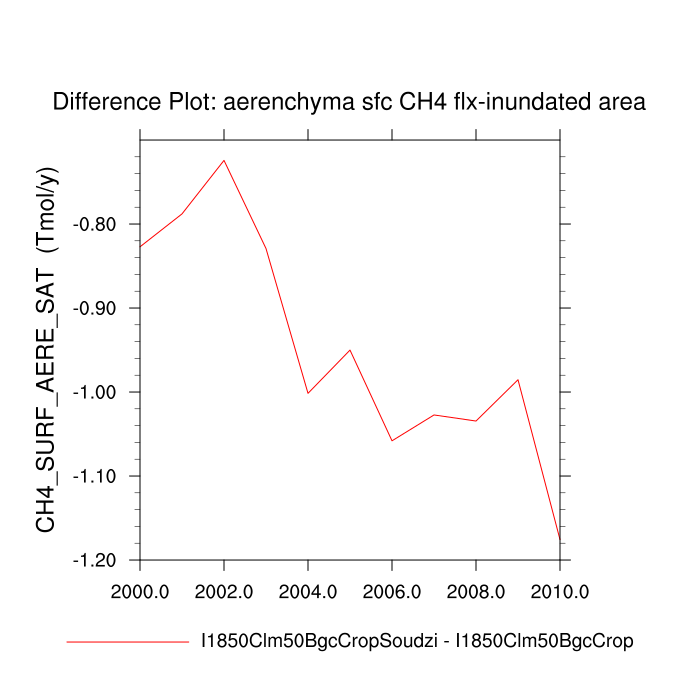 Difference Plot: aerenchyma sfc CH4 flx-inundated area
CH4_SURF_AERE_SAT (Tmol/y)
-0.80
-0.90
-1.00
-1.10
-1.20
2000.0 2002.0 2004.0 2006.0 2008.0 2010.0
I1850Clm50BgcCropSoudzi - I1850Clm50BgcCrop